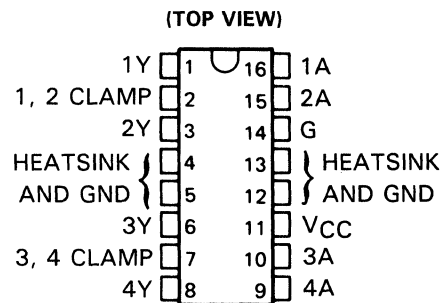 (TOP VIEW)
1Y 1 16 1A
1, 2 CLAMP 2 15 2A
2Y 3 14 G
HEATSINK 4 13 HEATSINK
AND GND 5 12 AND GND
3Y 6 11 VCC
3, 4 CLAMP 7 10 3A
4Y 8 9 4A